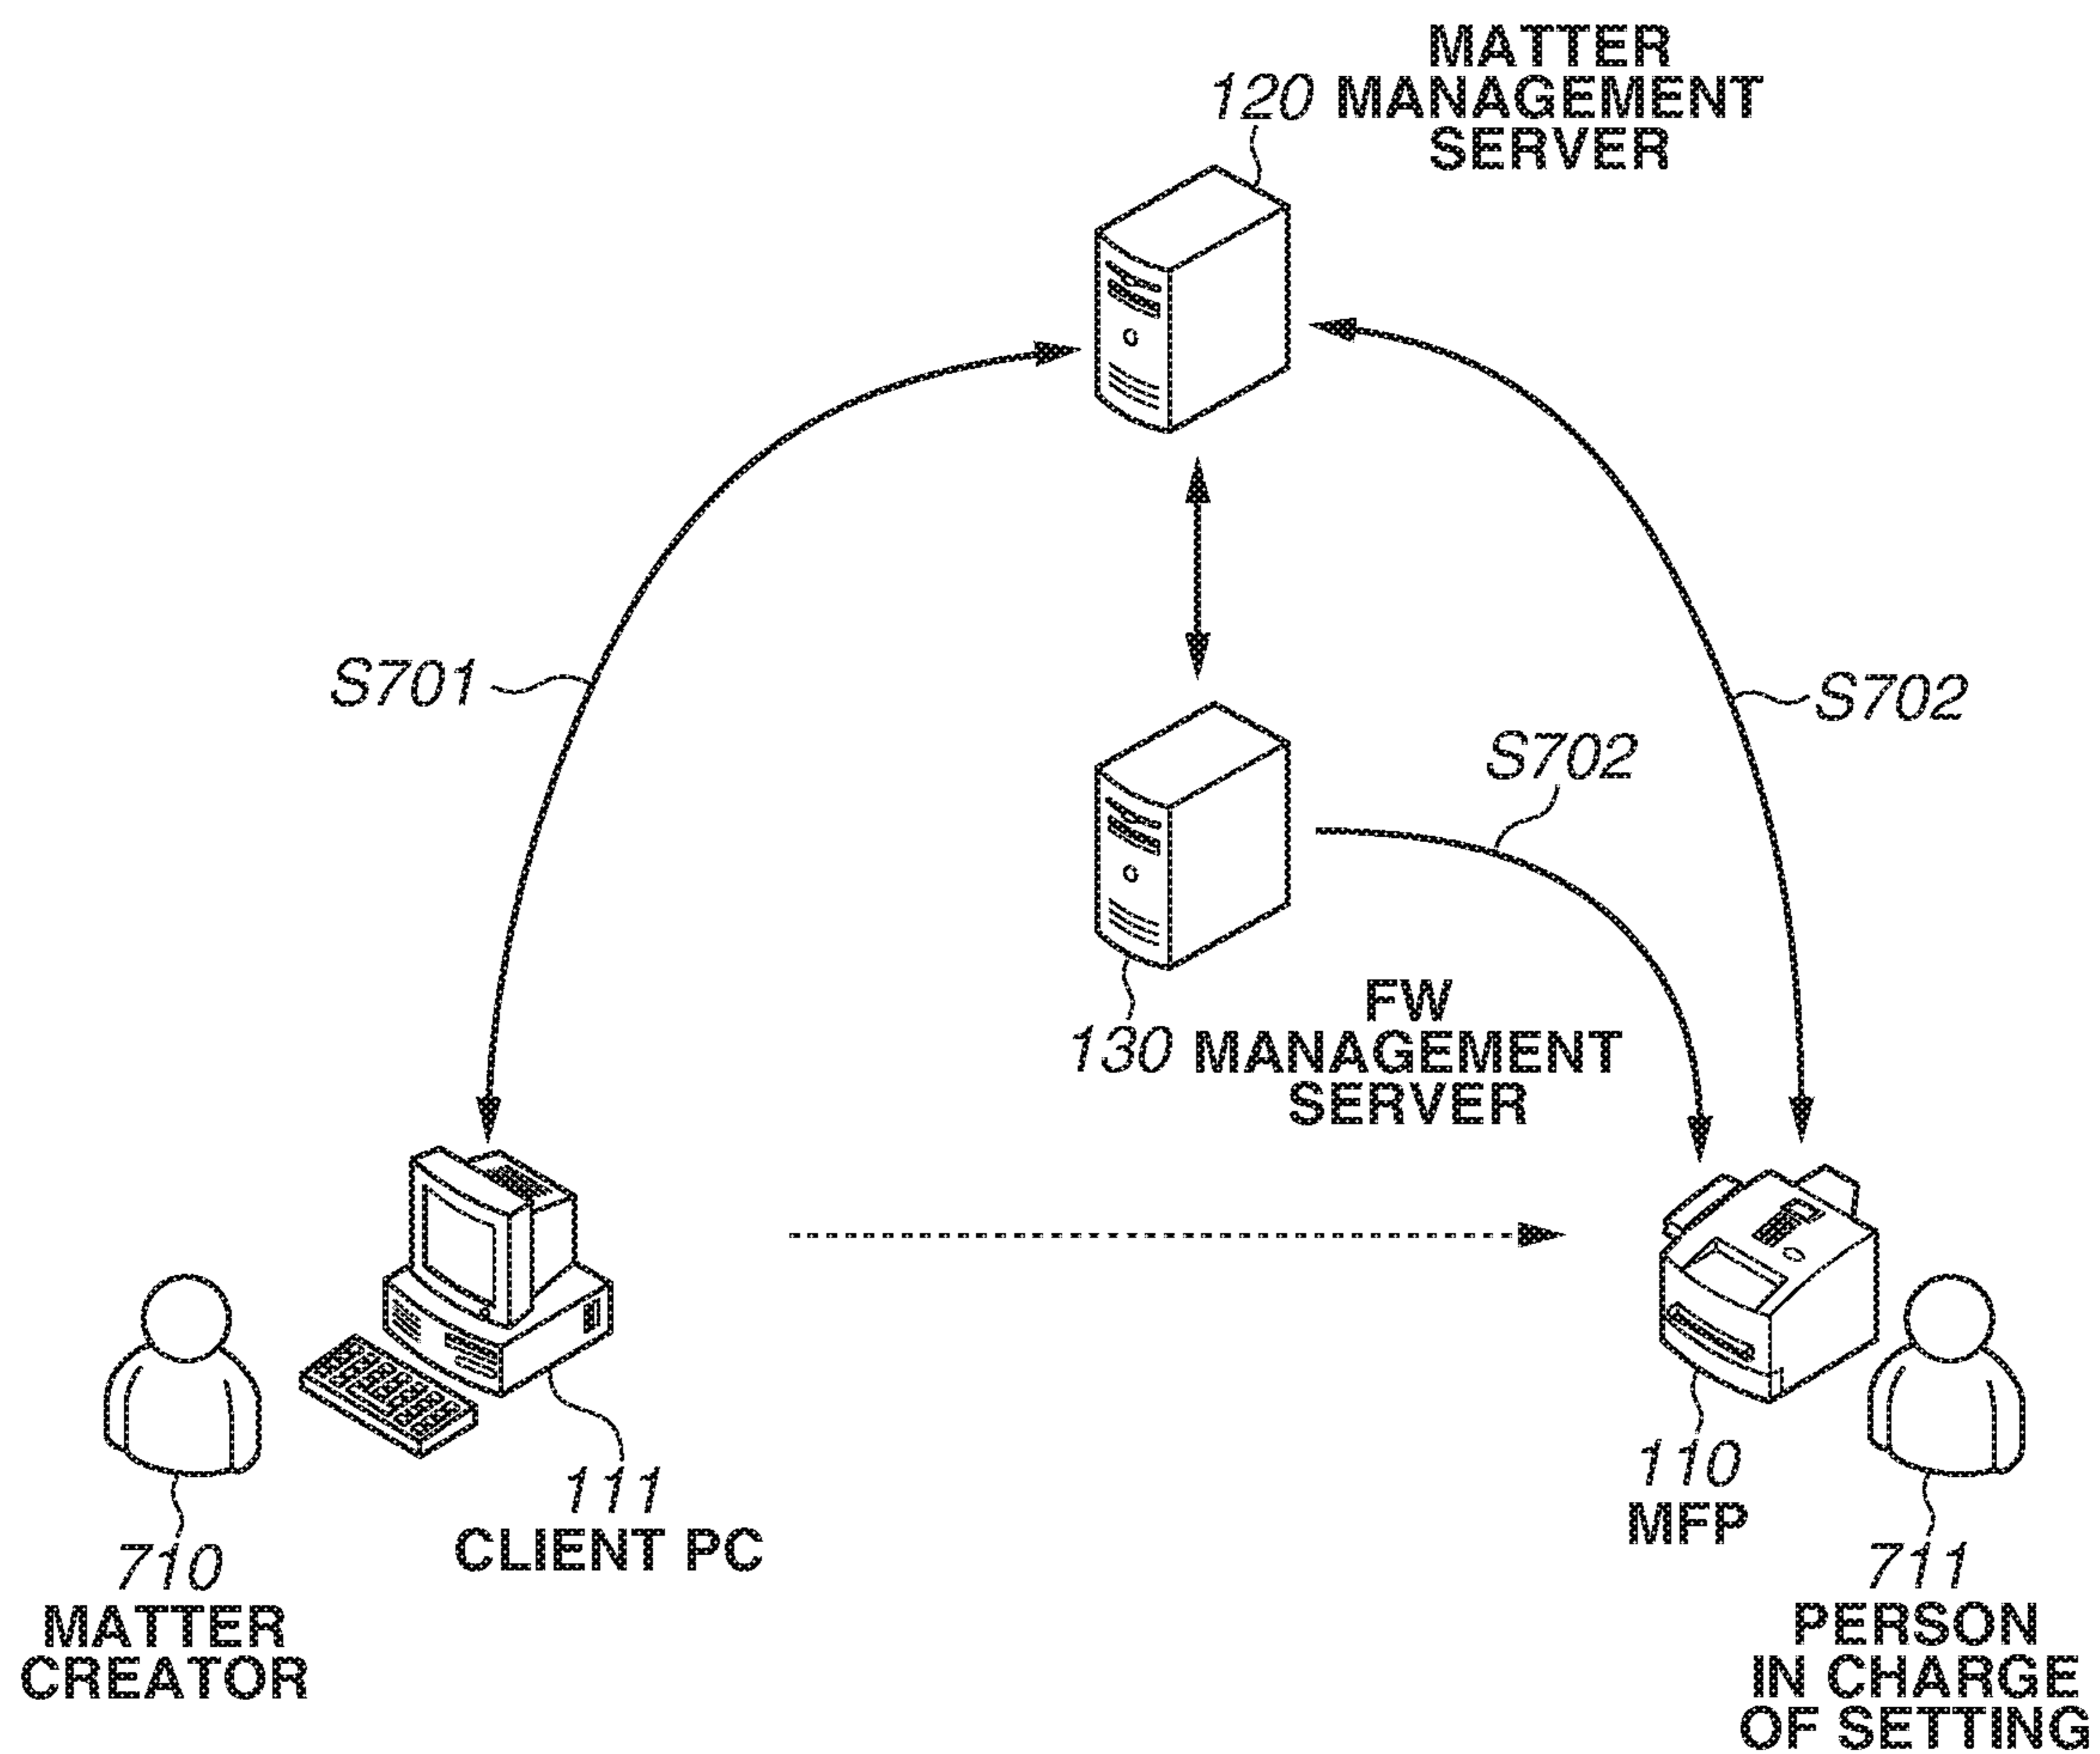 MATTER
120 MANAGEMENT
SERVER
S701
S702
S702
FW
130 MANAGEMENT
SERVER
111
CLIENT PC
110
MFP
710
MATTER
CREATOR
711
PERSON
IN CHARGE
OF SETTING